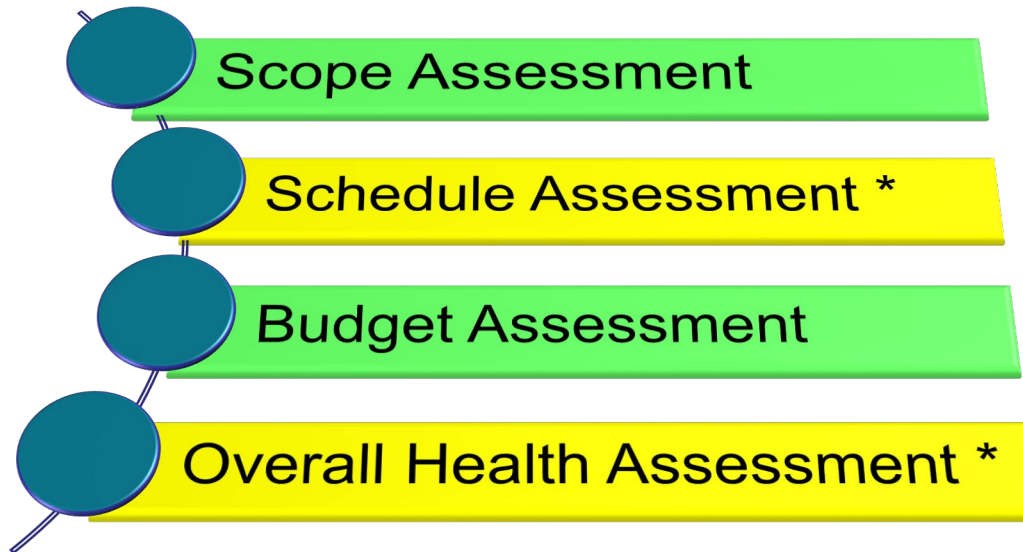 Scope Assessment
Schedule Assessment *
Budget Assessment
Overall Health Assessment *